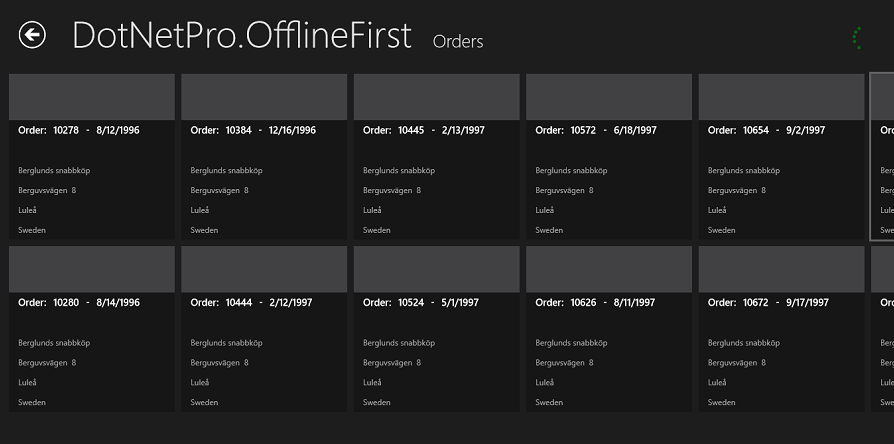 DotNetPro.OfflineFirst Orders
Order: 10278 - 8/12/1996
Berglunds snabbköp
Berguvsvägen 8
Luleå
Sweden
Order: 10384 - 12/16/1996
Berglunds snabbköp
Berguvsvägen 8
Luleå
Sweden
Order: 10445 - 2/13/1997
Berglunds snabbköp
Berguvsvägen 8
Luleå
Sweden
Order: 10572 - 6/18/1997
Berglunds snabbköp
Berguvsvägen 8
Luleå
Sweden
Order: 10654 - 9/2/1997
Berglunds snabbköp
Berguvsvägen 8
Luleå
Sweden
Order: 10280 - 8/14/1996
Berglunds snabbköp
Berguvsvägen 8
Luleå
Sweden
Order: 10444 - 2/12/1997
Berglunds snabbköp
Berguvsvägen 8
Luleå
Sweden
Order: 10524 - 5/1/1997
Berglunds snabbköp
Berguvsvägen 8
Luleå
Sweden
Order: 10626 - 8/11/1997
Berglunds snabbköp
Berguvsvägen 8
Luleå
Sweden
Order: 10672 - 9/17/1997
Berglunds snabbköp
Berguvsvägen 8
Luleå
Sweden